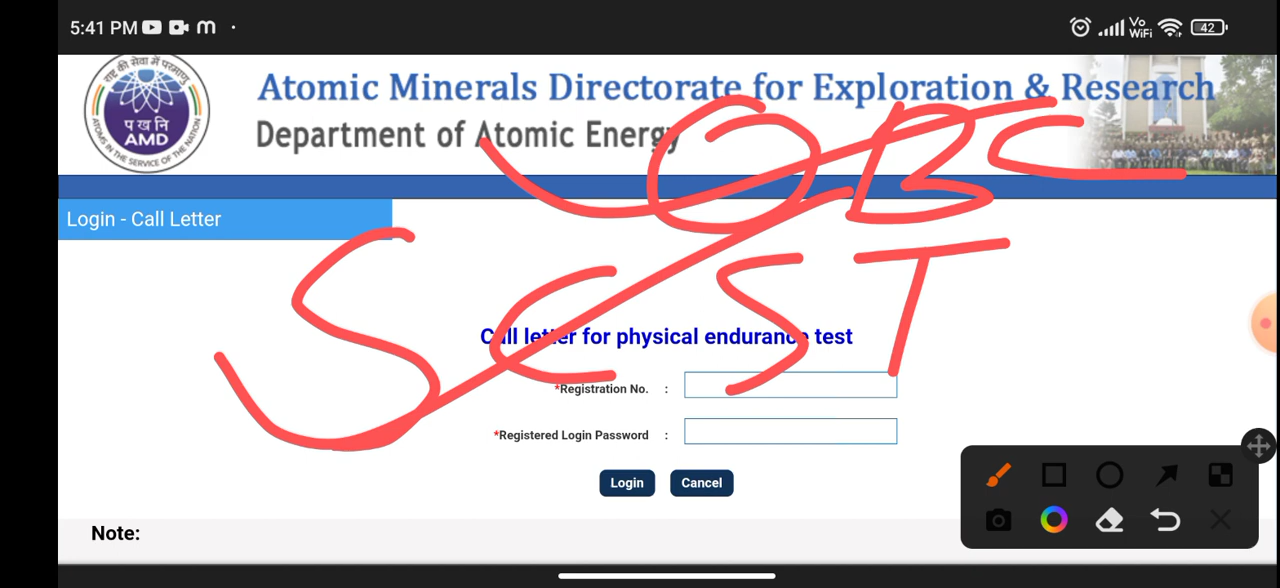 5:41 PM
Vo
WiFi
42
राष्ट्र की सेवा में परमाणु
प ख नि
AMD
ATOMS IN THE SERVICE OF THE NATION
Atomic Minerals Directorate for Exploration & Research
Department of Atomic Energy
OBC
Login - Call Letter
SC ST
Call letter for physical endurance test
*Registration No. :
*Registered Login Password :
Login Cancel
Note: